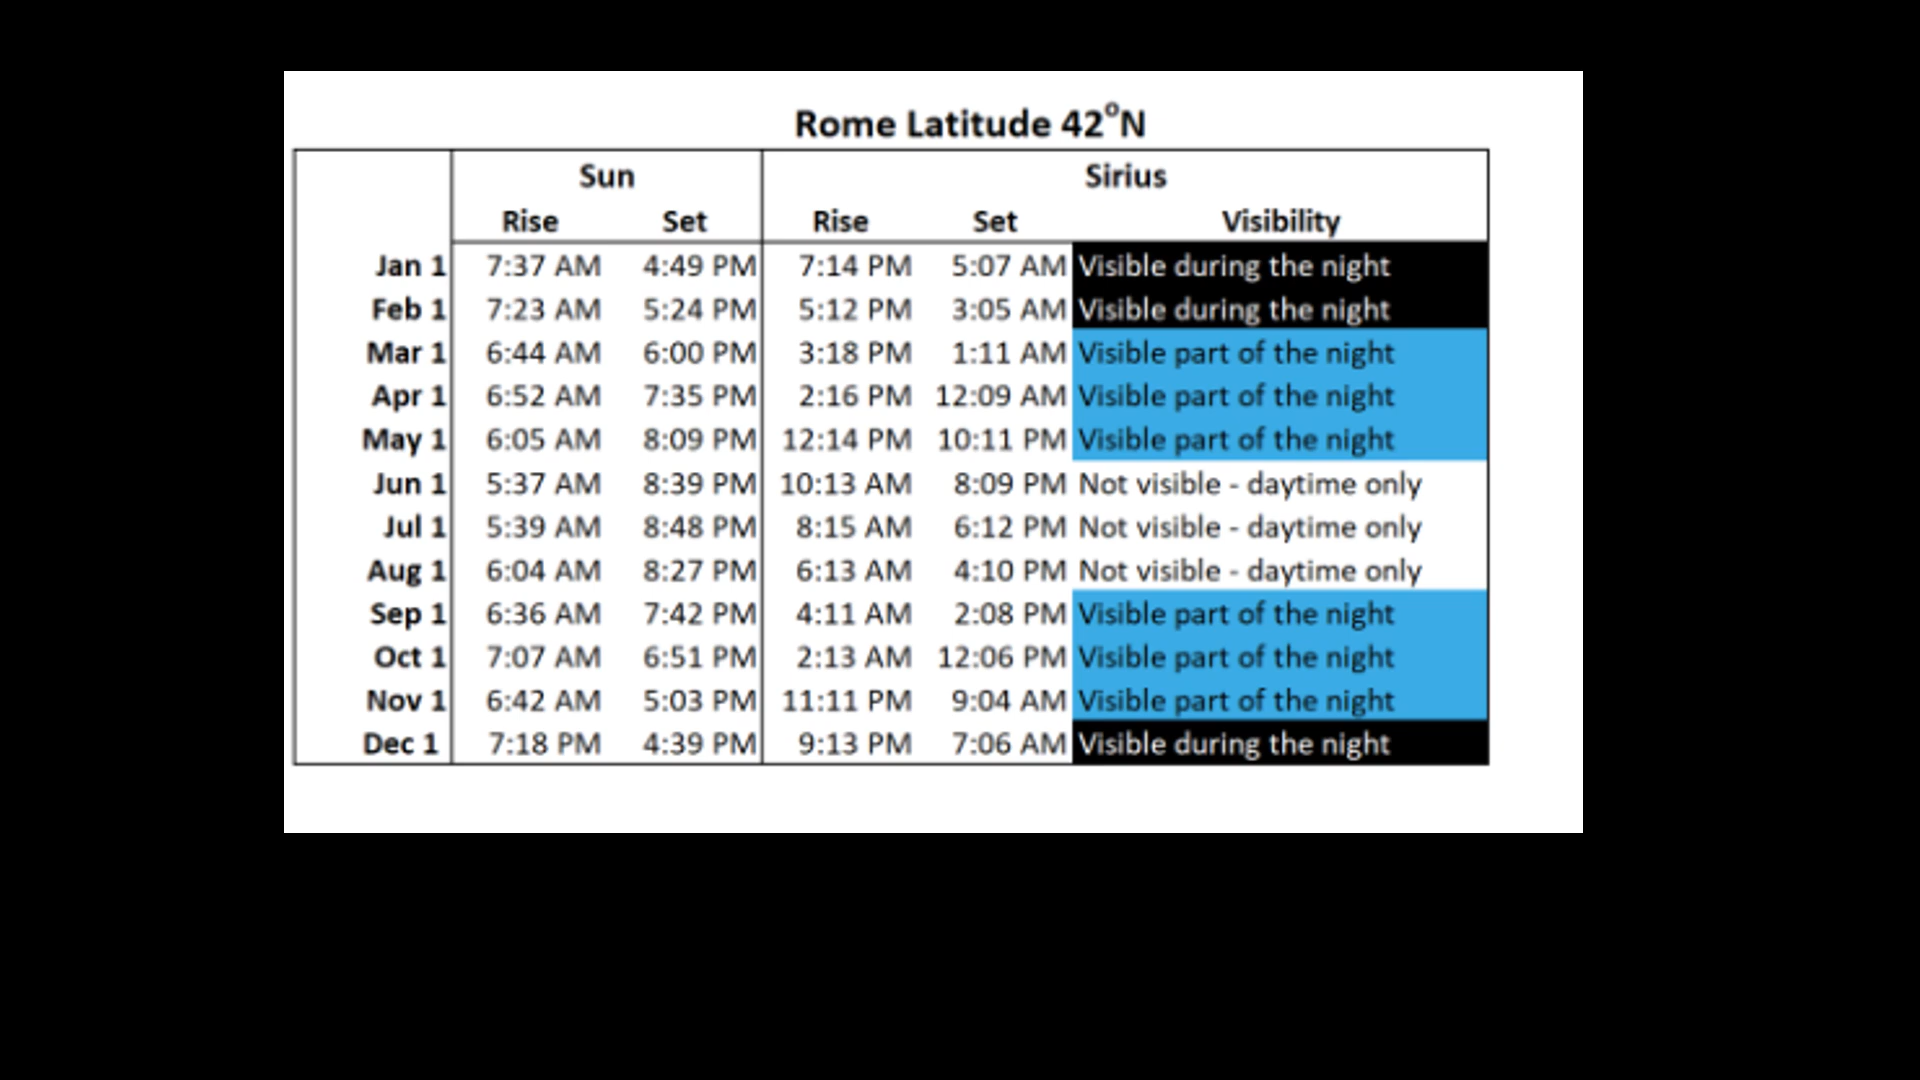 Rome Latitude 42°N
Sun Sirius
Rise Set Rise Set Visibility
Jan 1 7:37 AM 4:49 PM 7:14 PM 5:07 AM Visible during the night
Feb 1 7:23 AM 5:24 PM 5:12 PM 3:05 AM Visible during the night
Mar 1 6:44 AM 6:00 PM 3:18 PM 1:11 AM Visible part of the night
Apr 1 6:52 AM 7:35 PM 2:16 PM 12:09 AM Visible part of the night
May 1 6:05 AM 8:09 PM 12:14 PM 10:11 PM Visible part of the night
Jun 1 5:37 AM 8:39 PM 10:13 AM 8:09 PM Not visible - daytime only
Jul 1 5:39 AM 8:48 PM 8:15 AM 6:12 PM Not visible - daytime only
Aug 1 6:04 AM 8:27 PM 6:13 AM 4:10 PM Not visible - daytime only
Sep 1 6:36 AM 7:42 PM 4:11 AM 2:08 PM Visible part of the night
Oct 1 7:07 AM 6:51 PM 2:13 AM 12:06 PM Visible part of the night
Nov 1 6:42 AM 5:03 PM 11:11 PM 9:04 AM Visible part of the night
Dec 1 7:18 PM 4:39 PM 9:13 PM 7:06 AM Visible during the night